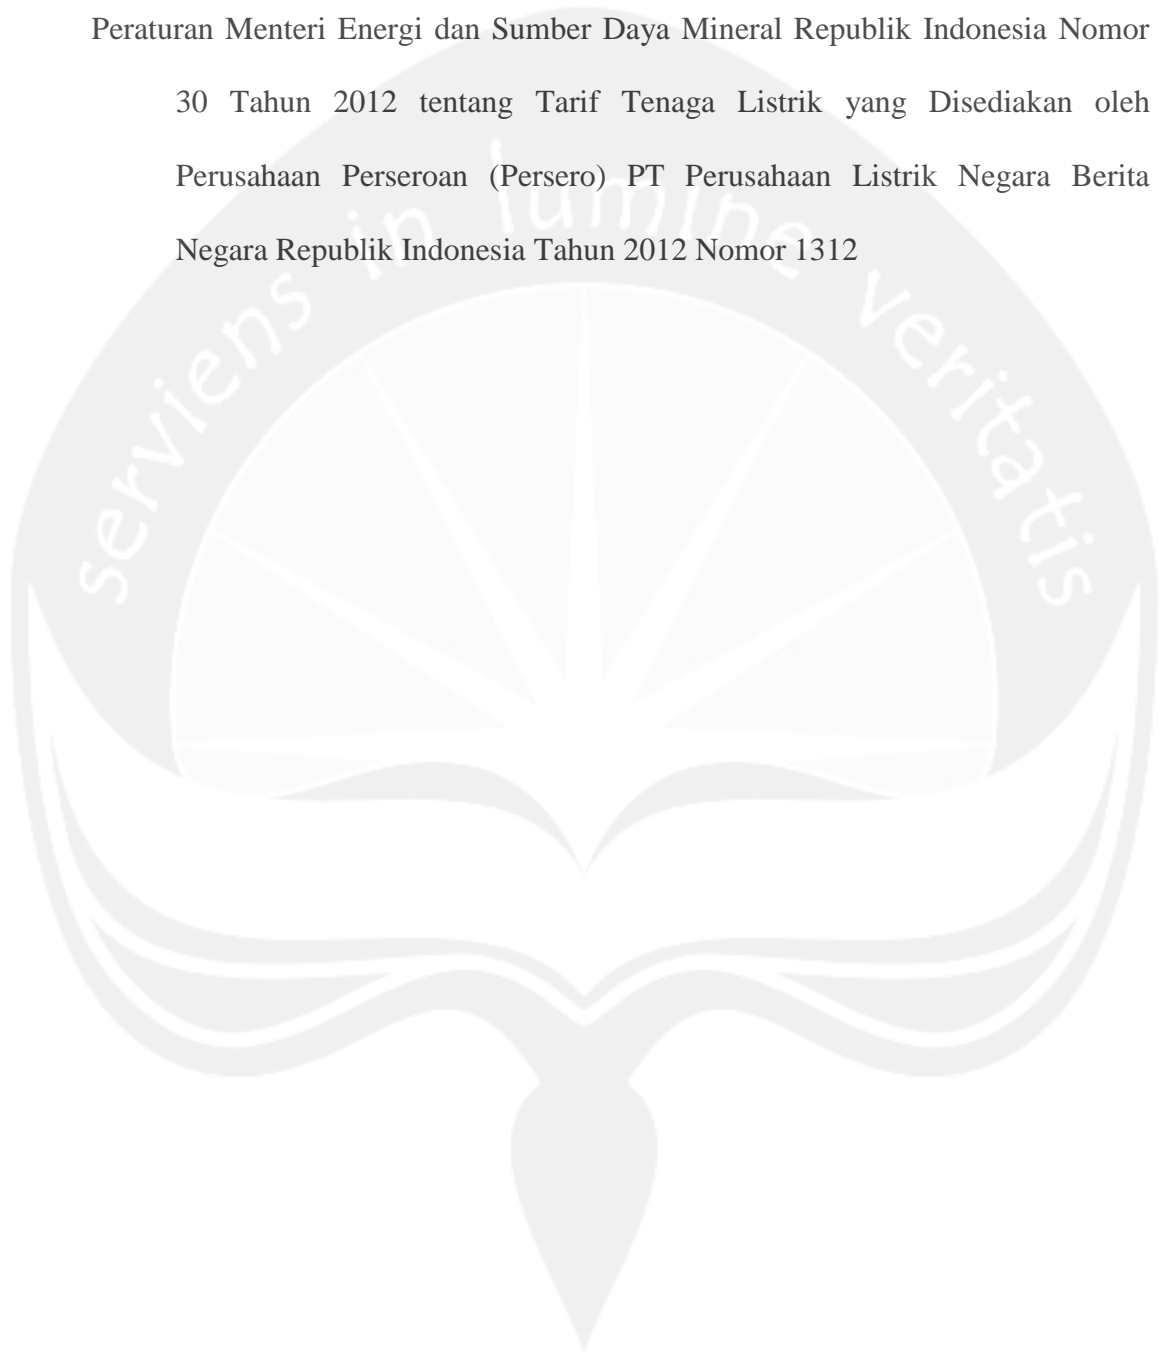 Peraturan Menteri Energi dan Sumber Daya Mineral Republik Indonesia Nomor
30 Tahun 2012 tentang Tarif Tenaga Listrik yang Disediakan oleh
Perusahaan Perseroan (Persero) PT Perusahaan Listrik Negara Berita
Negara Republik Indonesia Tahun 2012 Nomor 1312
serviens in lumine veritatis